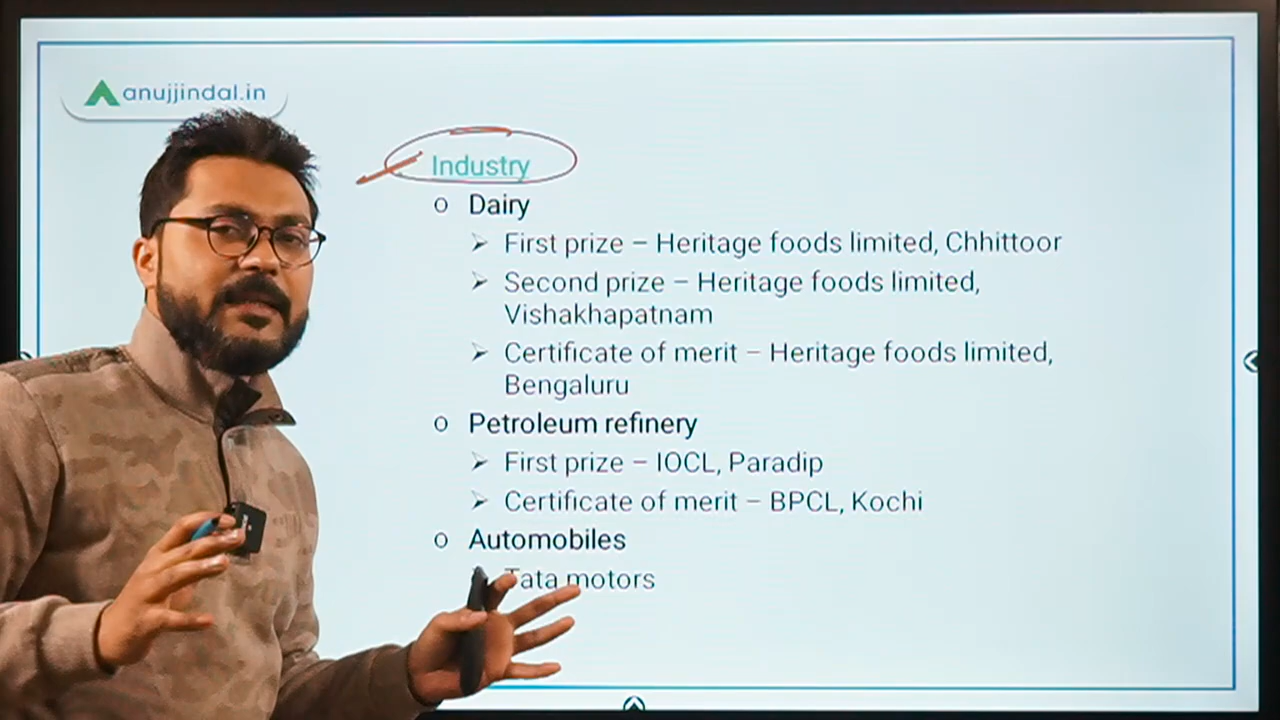 anujjindal.in
Industry
o Dairy
➢ First prize – Heritage foods limited, Chhittoor
➢ Second prize – Heritage foods limited,
Vishakhapatnam
➢ Certificate of merit – Heritage foods limited,
Bengaluru
o Petroleum refinery
➢ First prize – IOCL, Paradip
➢ Certificate of merit – BPCL, Kochi
o Automobiles
Tata motors